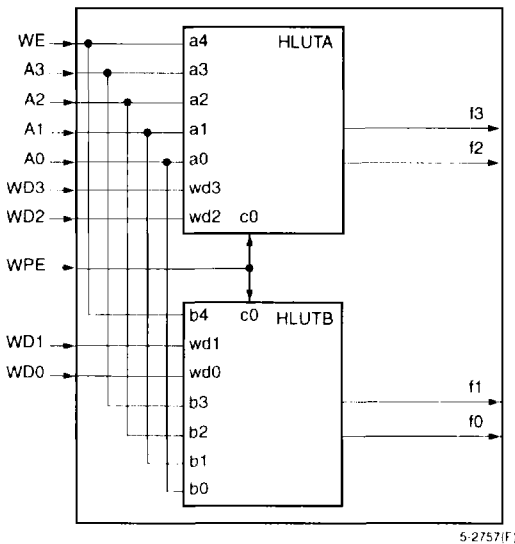 WE a4 HLUTA
A3 a3
A2 a2
A1 a1 f3
A0 a0 f2
WD3 wd3
WD2 wd2 c0
WPE
b4 c0 HLUTB
WD1 wd1
WD0 wd0
b3 f1
b2 f0
b1
b0
5-2757(F)